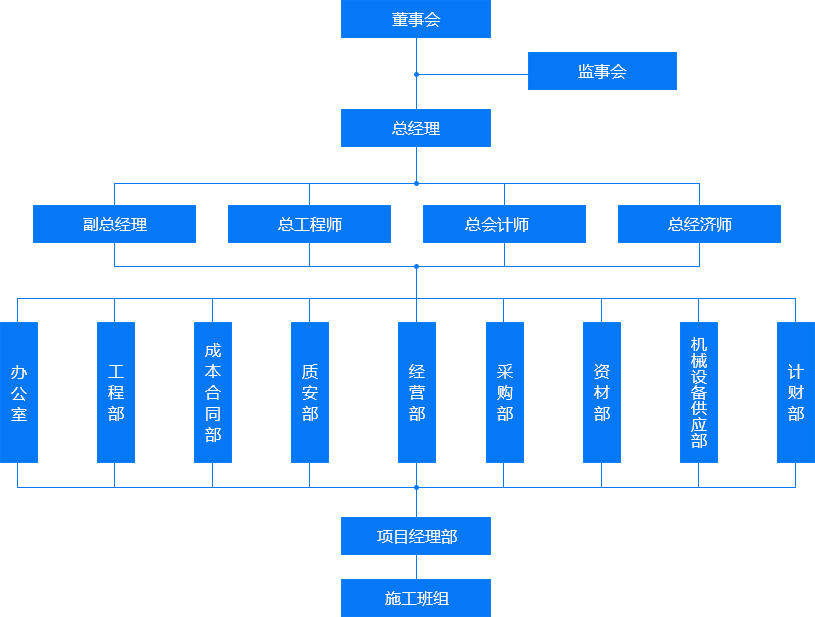 董事会
监事会
总经理
副总经理
总工程师
总会计师
总经济师
办公室
工程部
成本合同部
质安部
经营部
采购部
资材部
机械设备供应部
计财部
项目经理部
施工班组